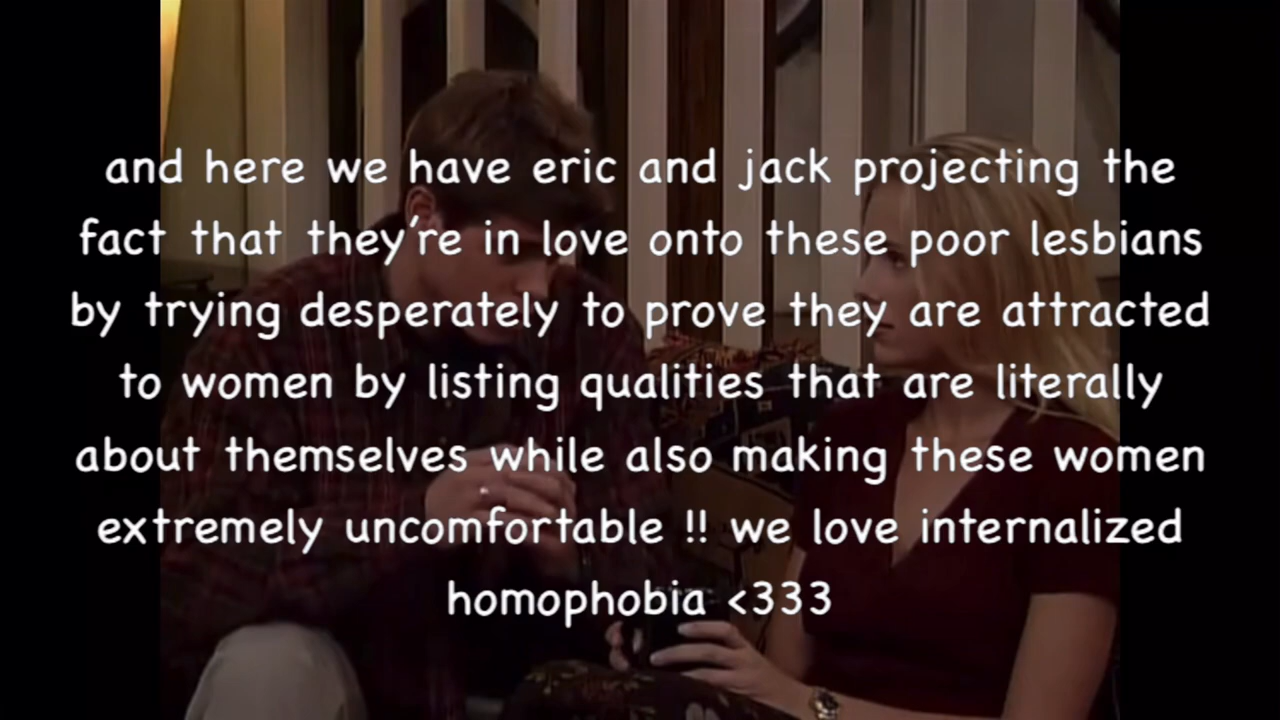 and here we have eric and jack projecting the
fact that they're in love onto these poor lesbians
by trying desperately to prove they are attracted
to women by listing qualities that are literally
about themselves while also making these women
extremely uncomfortable !! we love internalized
homophobia <333